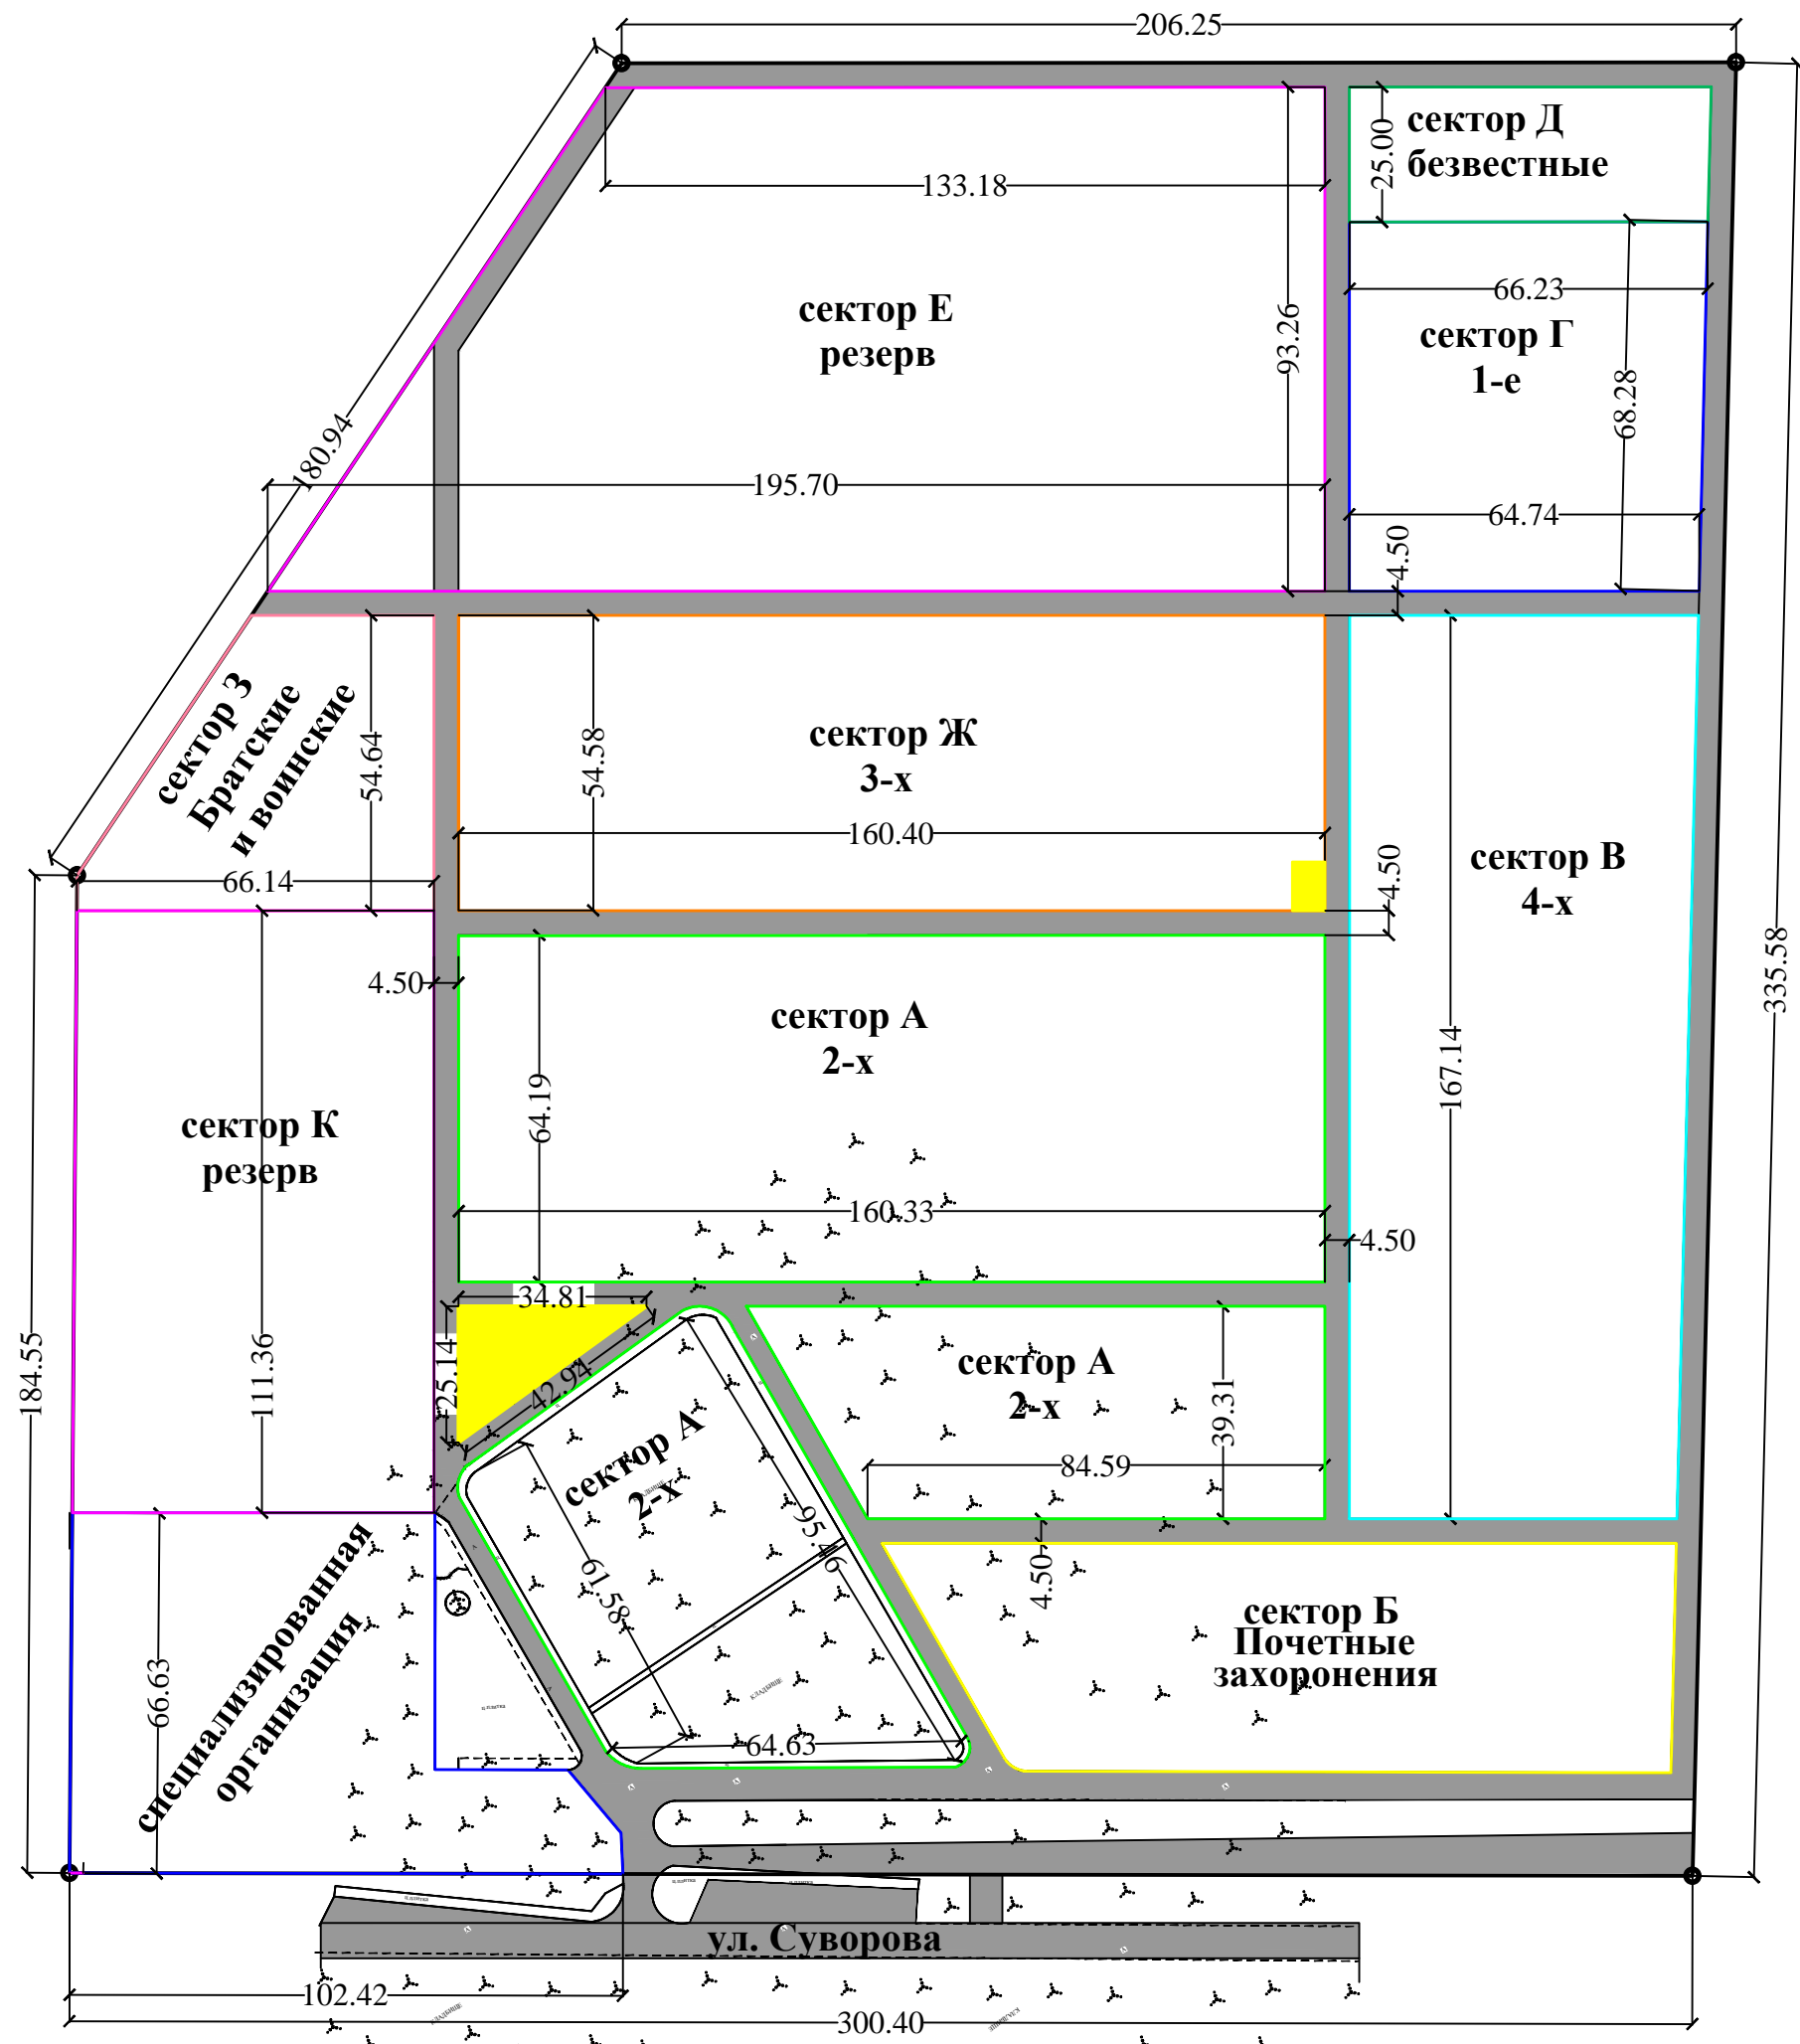 206.25
сектор Д
безвестные
25.00
133.18
сектор Е
резерв
93.26
66.23
сектор Г
1-е
68.28
180.94
195.70
64.74
4.50
сектор З
Братские
и воинские
54.64
54.58
сектор Ж
3-х
160.40
66.14
4.50
сектор В
4-х
335.58
4.50
сектор А
2-х
64.19
167.14
сектор К
резерв
160.33
4.50
34.81
25.14
42.94
184.55
111.36
сектор А
2-х
39.31
84.59
сектор А
2-х
95.46
61.58
4.50
сектор Б
Почетные
захоронения
специализированная
организация
66.63
64.63
КЛАДБИЩЕ
ул. Суворова
102.42
300.40
КЛАДБИЩЕ
КЛАДБИЩЕ